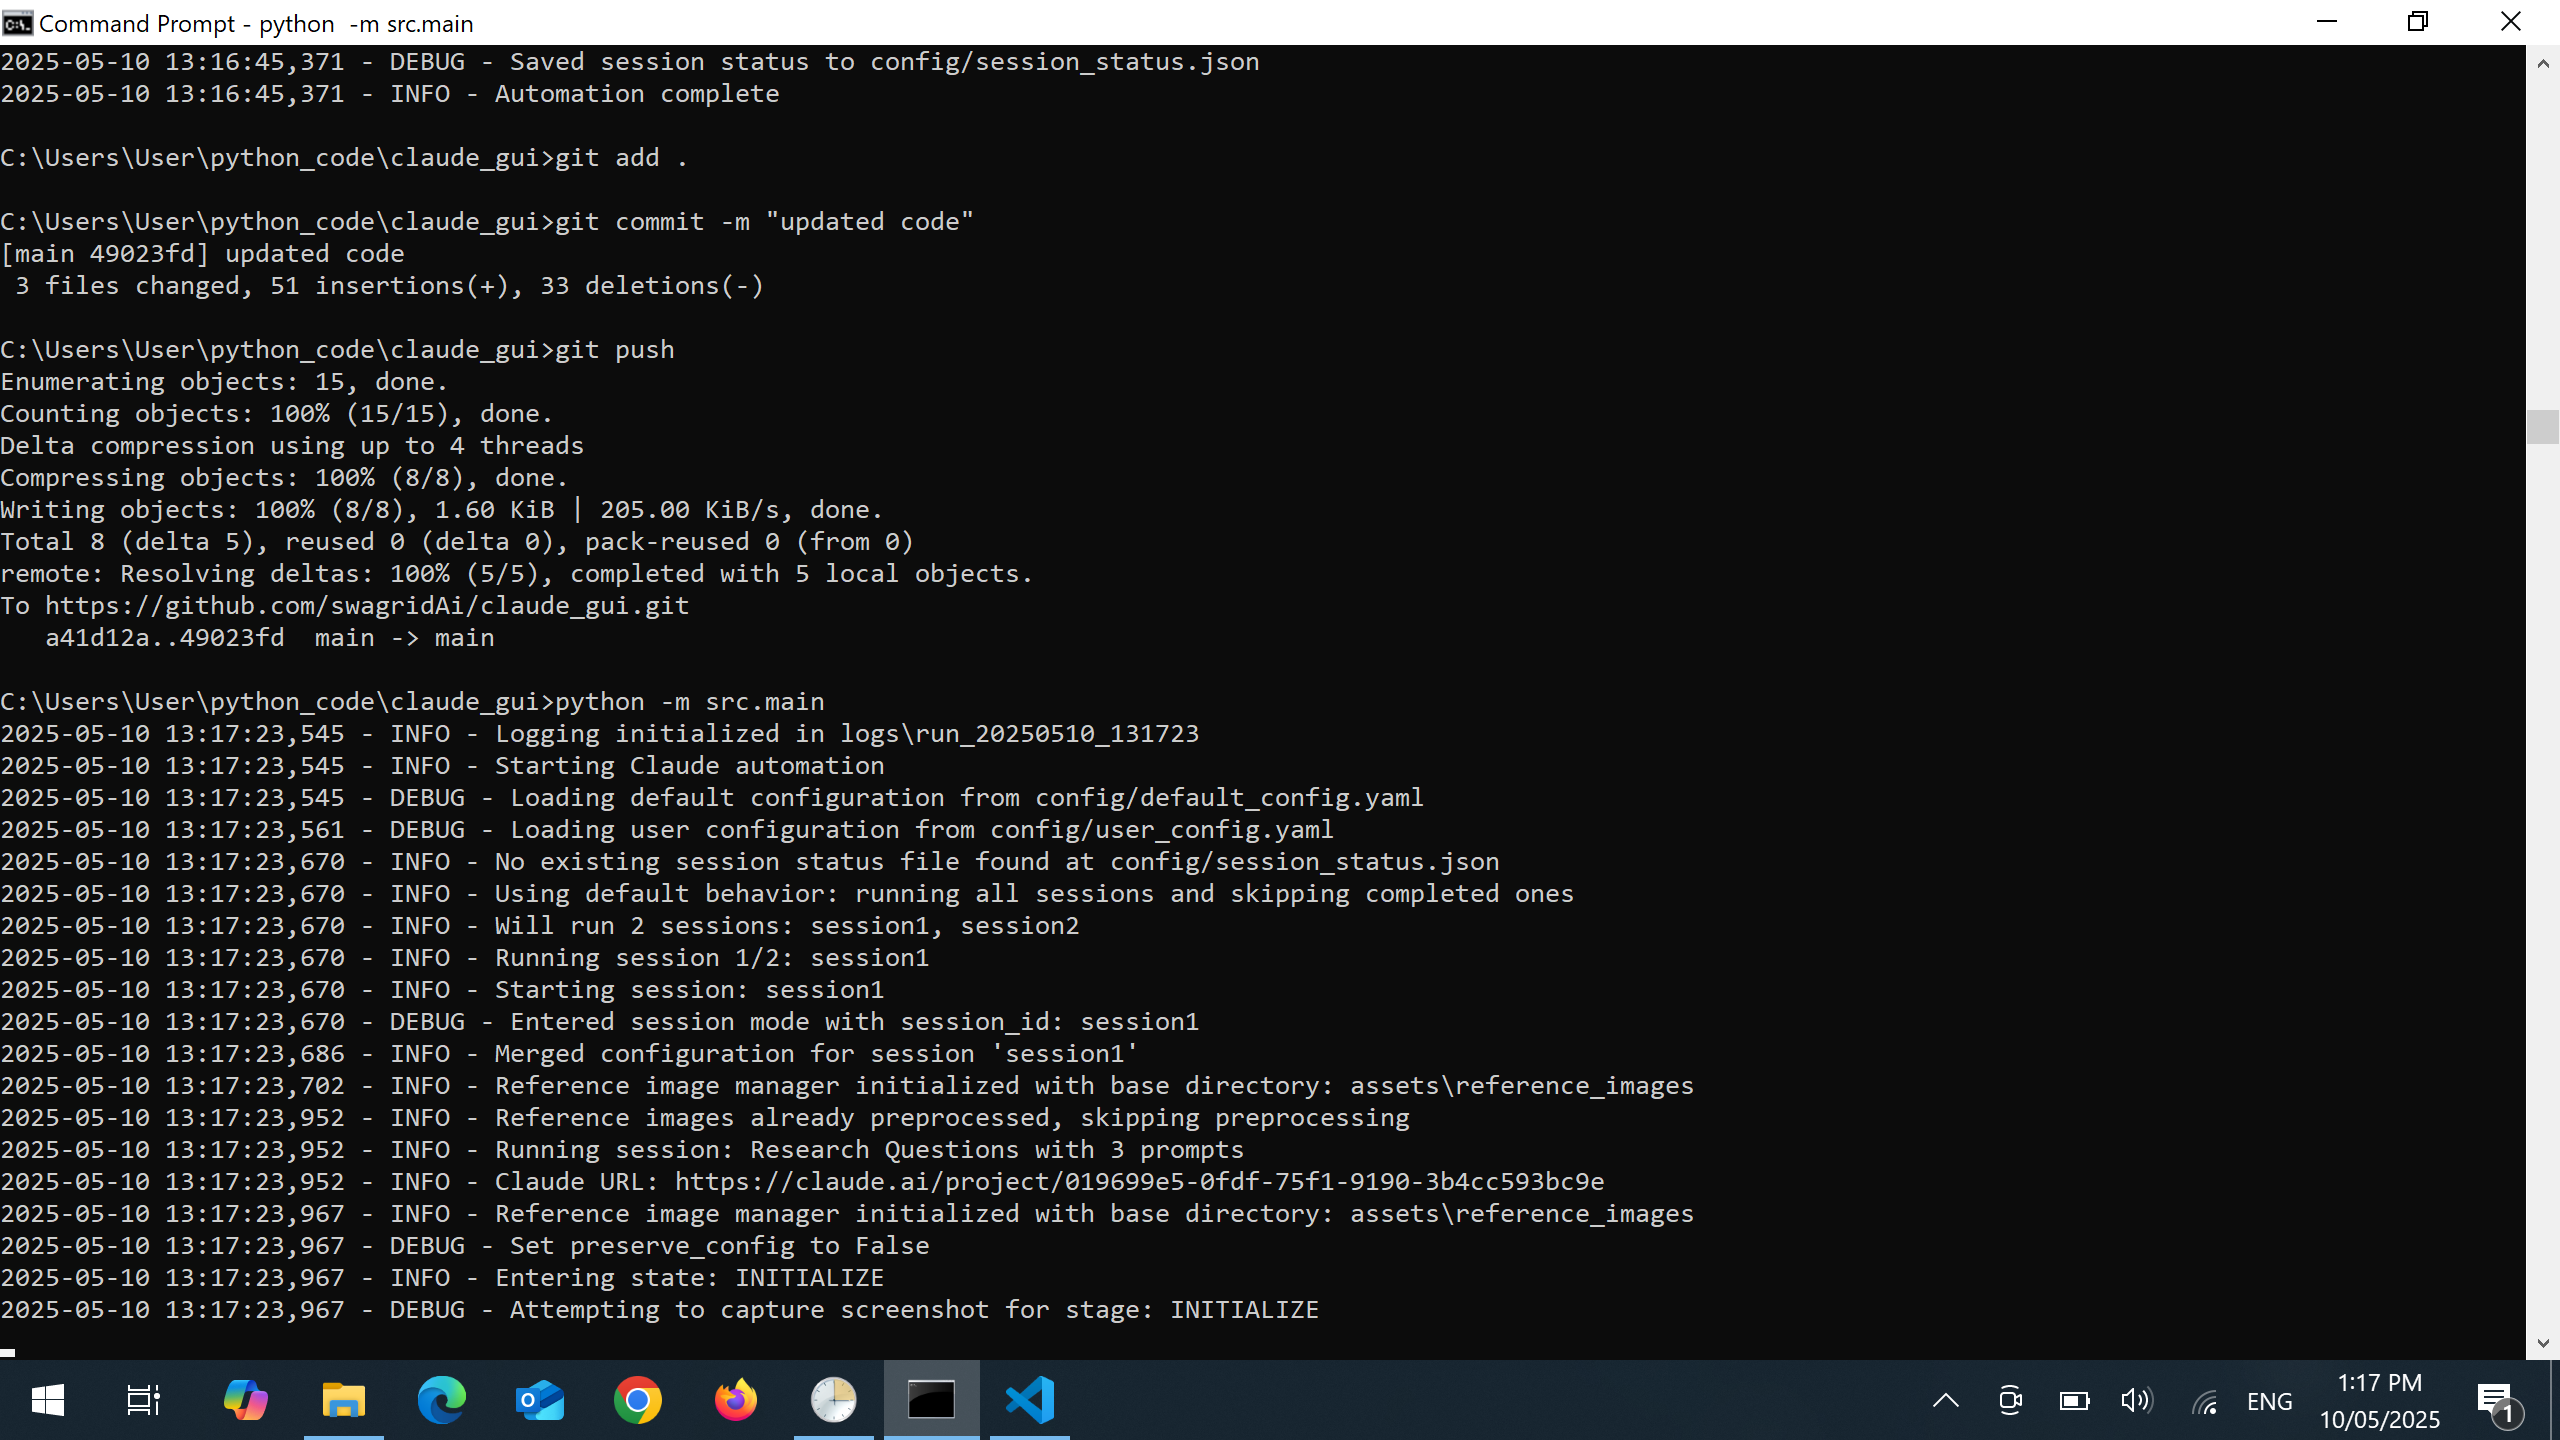 Command Prompt - python  -m src.main
2025-05-10 13:16:45,371 - DEBUG - Saved session status to config/session_status.json
2025-05-10 13:16:45,371 - INFO - Automation complete
C:\Users\User\python_code\claude_gui>git add .
C:\Users\User\python_code\claude_gui>git commit -m "updated code"
[main 49023fd] updated code
 3 files changed, 51 insertions(+), 33 deletions(-)
C:\Users\User\python_code\claude_gui>git push
Enumerating objects: 15, done.
Counting objects: 100% (15/15), done.
Delta compression using up to 4 threads
Compressing objects: 100% (8/8), done.
Writing objects: 100% (8/8), 1.60 KiB | 205.00 KiB/s, done.
Total 8 (delta 5), reused 0 (delta 0), pack-reused 0 (from 0)
remote: Resolving deltas: 100% (5/5), completed with 5 local objects.
To https://github.com/swagridAi/claude_gui.git
   a41d12a..49023fd  main -> main
C:\Users\User\python_code\claude_gui>python -m src.main
2025-05-10 13:17:23,545 - INFO - Logging initialized in logs\run_20250510_131723
2025-05-10 13:17:23,545 - INFO - Starting Claude automation
2025-05-10 13:17:23,545 - DEBUG - Loading default configuration from config/default_config.yaml
2025-05-10 13:17:23,561 - DEBUG - Loading user configuration from config/user_config.yaml
2025-05-10 13:17:23,670 - INFO - No existing session status file found at config/session_status.json
2025-05-10 13:17:23,670 - INFO - Using default behavior: running all sessions and skipping completed ones
2025-05-10 13:17:23,670 - INFO - Will run 2 sessions: session1, session2
2025-05-10 13:17:23,670 - INFO - Running session 1/2: session1
2025-05-10 13:17:23,670 - INFO - Starting session: session1
2025-05-10 13:17:23,670 - DEBUG - Entered session mode with session_id: session1
2025-05-10 13:17:23,686 - INFO - Merged configuration for session 'session1'
2025-05-10 13:17:23,702 - INFO - Reference image manager initialized with base directory: assets\reference_images
2025-05-10 13:17:23,952 - INFO - Reference images already preprocessed, skipping preprocessing
2025-05-10 13:17:23,952 - INFO - Running session: Research Questions with 3 prompts
2025-05-10 13:17:23,952 - INFO - Claude URL: https://claude.ai/project/019699e5-0fdf-75f1-9190-3b4cc593bc9e
2025-05-10 13:17:23,967 - INFO - Reference image manager initialized with base directory: assets\reference_images
2025-05-10 13:17:23,967 - DEBUG - Set preserve_config to False
2025-05-10 13:17:23,967 - INFO - Entering state: INITIALIZE
2025-05-10 13:17:23,967 - DEBUG - Attempting to capture screenshot for stage: INITIALIZE
ENG
1:17 PM
10/05/2025
1